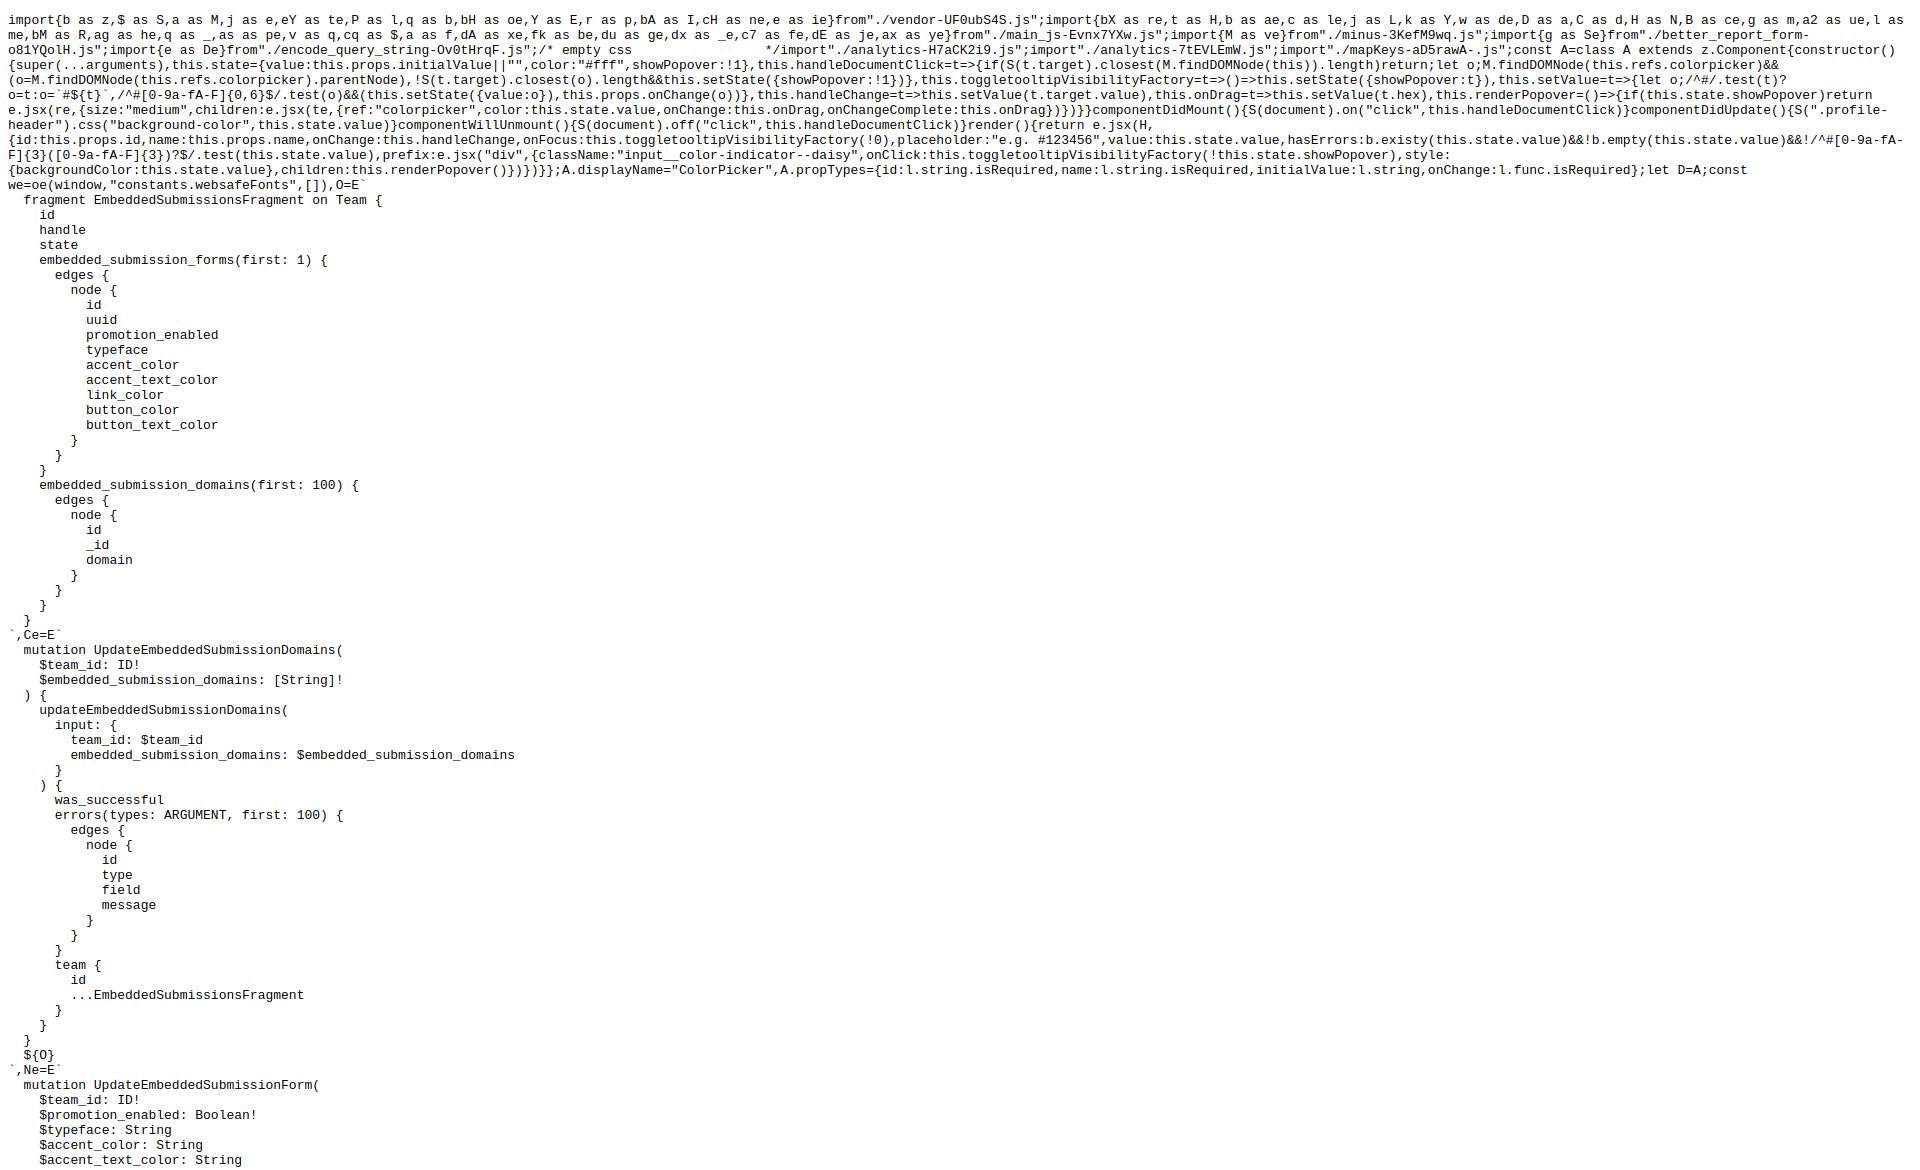 import{b as z,$ as S,a as M,j as e,eY as te,P as l,q as b,bH as oe,Y as E,r as p,bA as I,cH as ne,e as ie}from"./vendor-UF0ubS4S.js";import{bX as re,t as H,b as ae,c as le,j as L,k as Y,w as de,D as a,C as d,H as N,B as ce,g as m,a2 as ue,l as
me,bM as R,ag as he,q as _,as as pe,v as q,cq as $,a as f,dA as xe,fk as be,du as ge,dx as _e,c7 as fe,dE as je,ax as ye}from"./main_js-Evnx7YXw.js";import{M as ve}from"./minus-3KefM9wq.js";import{g as Se}from"./better_report_form-
o81YQolH.js";import{e as De}from"./encode_query_string-Ov0tHrqF.js";/* empty css                 */import"./analytics-H7aCK2i9.js";import"./analytics-7tEVLEmW.js";import"./mapKeys-aD5rawA-.js";const A=class A extends z.Component{constructor()
{super(...arguments),this.state={value:this.props.initialValue||"",color:"#fff",showPopover:!1},this.handleDocumentClick=t=>{if(S(t.target).closest(M.findDOMNode(this)).length)return;let o;M.findDOMNode(this.refs.colorpicker)&&
(o=M.findDOMNode(this.refs.colorpicker).parentNode),!S(t.target).closest(o).length&&this.setState({showPopover:!1})},this.toggletooltipVisibilityFactory=t=>()=>this.setState({showPopover:t}),this.setValue=t=>{let o;/^#/.test(t)?
o=t:o=`#${t}`,/^#[0-9a-fA-F]{0,6}$/.test(o)&&(this.setState({value:o}),this.props.onChange(o))},this.handleChange=t=>this.setValue(t.target.value),this.onDrag=t=>this.setValue(t.hex),this.renderPopover=()=>{if(this.state.showPopover)return
e.jsx(re,{size:"medium",children:e.jsx(te,{ref:"colorpicker",color:this.state.value,onChange:this.onDrag,onChangeComplete:this.onDrag})})}}componentDidMount(){S(document).on("click",this.handleDocumentClick)}componentDidUpdate(){S(".profile-
header").css("background-color",this.state.value)}componentWillUnmount(){S(document).off("click",this.handleDocumentClick)}render(){return e.jsx(H,
{id:this.props.id,name:this.props.name,onChange:this.handleChange,onFocus:this.toggletooltipVisibilityFactory(!0),placeholder:"e.g. #123456",value:this.state.value,hasErrors:b.existy(this.state.value)&&!b.empty(this.state.value)&&!/^#[0-9a-fA-
F]{3}([0-9a-fA-F]{3})?$/.test(this.state.value),prefix:e.jsx("div",{className:"input__color-indicator--daisy",onClick:this.toggletooltipVisibilityFactory(!this.state.showPopover),style:
{backgroundColor:this.state.value},children:this.renderPopover()})})}};A.displayName="ColorPicker",A.propTypes={id:l.string.isRequired,name:l.string.isRequired,initialValue:l.string,onChange:l.func.isRequired};let D=A;const
we=oe(window,"constants.websafeFonts",[]),O=E`
  fragment EmbeddedSubmissionsFragment on Team {
    id
    handle
    state
    embedded_submission_forms(first: 1) {
      edges {
        node {
          id
          uuid
          promotion_enabled
          typeface
          accent_color
          accent_text_color
          link_color
          button_color
          button_text_color
        }
      }
    }
    embedded_submission_domains(first: 100) {
      edges {
        node {
          id
          _id
          domain
        }
      }
    }
  }
`,Ce=E`
  mutation UpdateEmbeddedSubmissionDomains(
    $team_id: ID!
    $embedded_submission_domains: [String]!
  ) {
    updateEmbeddedSubmissionDomains(
      input: {
        team_id: $team_id
        embedded_submission_domains: $embedded_submission_domains
      }
    ) {
      was_successful
      errors(types: ARGUMENT, first: 100) {
        edges {
          node {
            id
            type
            field
            message
          }
        }
      }
      team {
        id
        ...EmbeddedSubmissionsFragment
      }
    }
  }
  ${O}
`,Ne=E`
  mutation UpdateEmbeddedSubmissionForm(
    $team_id: ID!
    $promotion_enabled: Boolean!
    $typeface: String
    $accent_color: String
    $accent_text_color: String